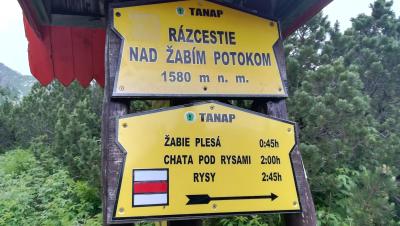 TANAP
RÁZCESTIE
NAD ŽABÍM POTOKOM
1580 m n. m.
TANAP
ŽABIE PLESÁ 0:45h
CHATA POD RYSAMI 2:00h
RYSY 2:45h